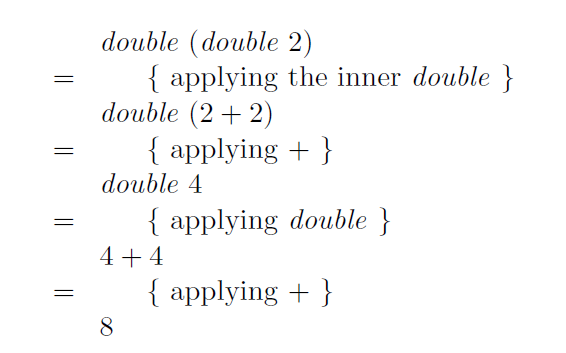 double (double 2)
= { applying the inner double }
double (2 + 2)
= { applying + }
double 4
= { applying double }
4 + 4
= { applying + }
8